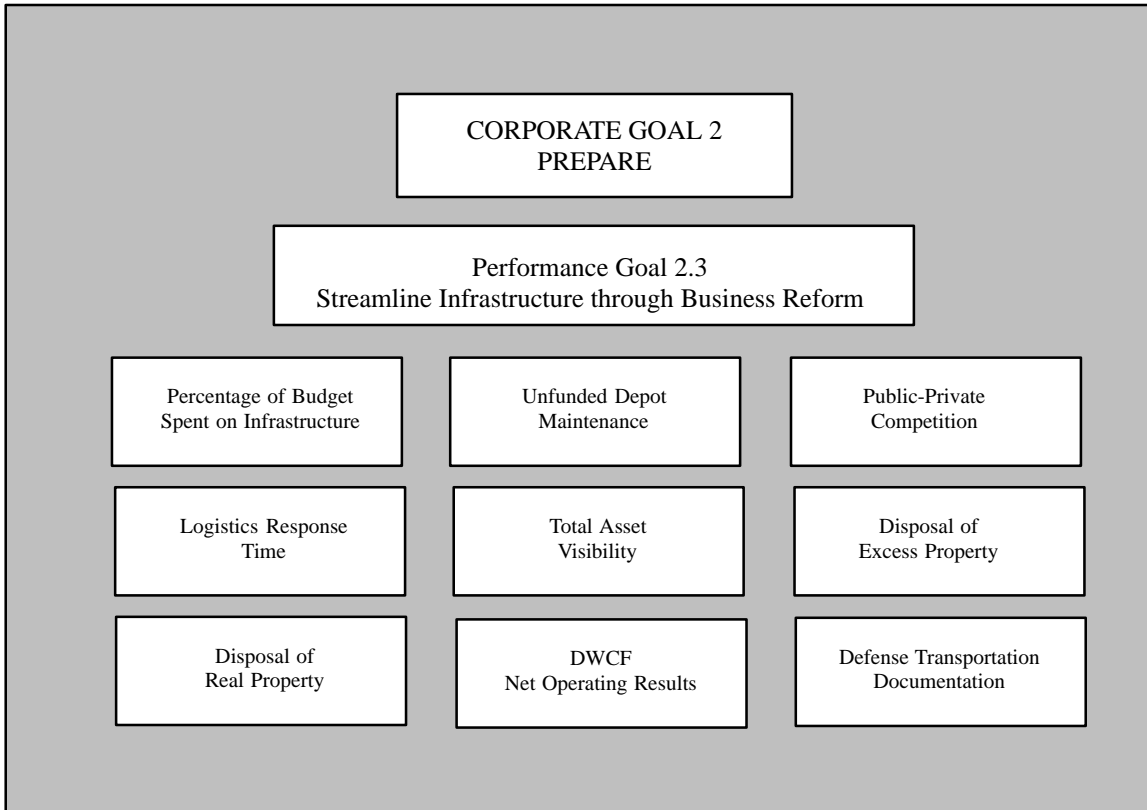 CORPORATE GOAL 2
PREPARE
Performance Goal 2.3
Streamline Infrastructure through Business Reform
Percentage of Budget
Spent on Infrastructure
Unfunded Depot
Maintenance
Public-Private
Competition
Logistics Response
Time
Total Asset
Visibility
Disposal of
Excess Property
Disposal of
Real Property
DWCF
Net Operating Results
Defense Transportation
Documentation